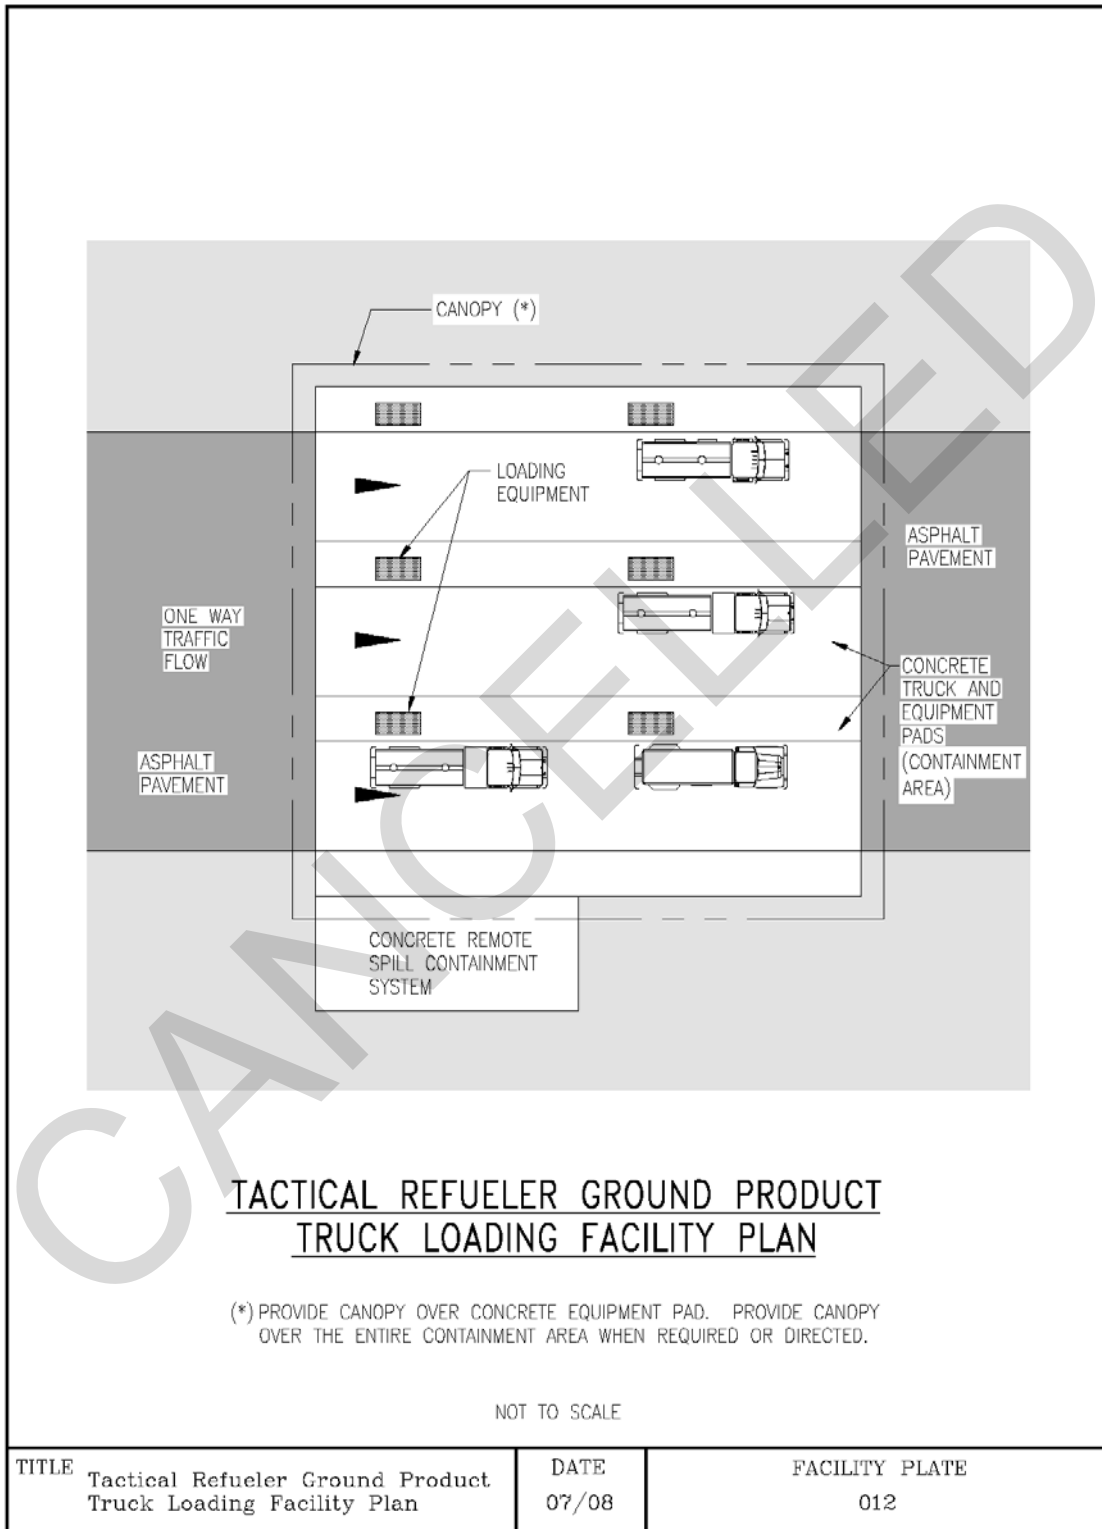 CANOPY (*)
LOADING
EQUIPMENT
ASPHALT
PAVEMENT
ONE WAY
TRAFFIC
FLOW
CONCRETE
TRUCK AND
EQUIPMENT
PADS
(CONTAINMENT
AREA)
ASPHALT
PAVEMENT
CONCRETE REMOTE
SPILL CONTAINMENT
SYSTEM
CANCELLED
TACTICAL REFUELER GROUND PRODUCT
TRUCK LOADING FACILITY PLAN
(*) PROVIDE CANOPY OVER CONCRETE EQUIPMENT PAD. PROVIDE CANOPY
OVER THE ENTIRE CONTAINMENT AREA WHEN REQUIRED OR DIRECTED.
NOT TO SCALE
TITLE Tactical Refueler Ground Product
Truck Loading Facility Plan
DATE
07/08
FACILITY PLATE
012